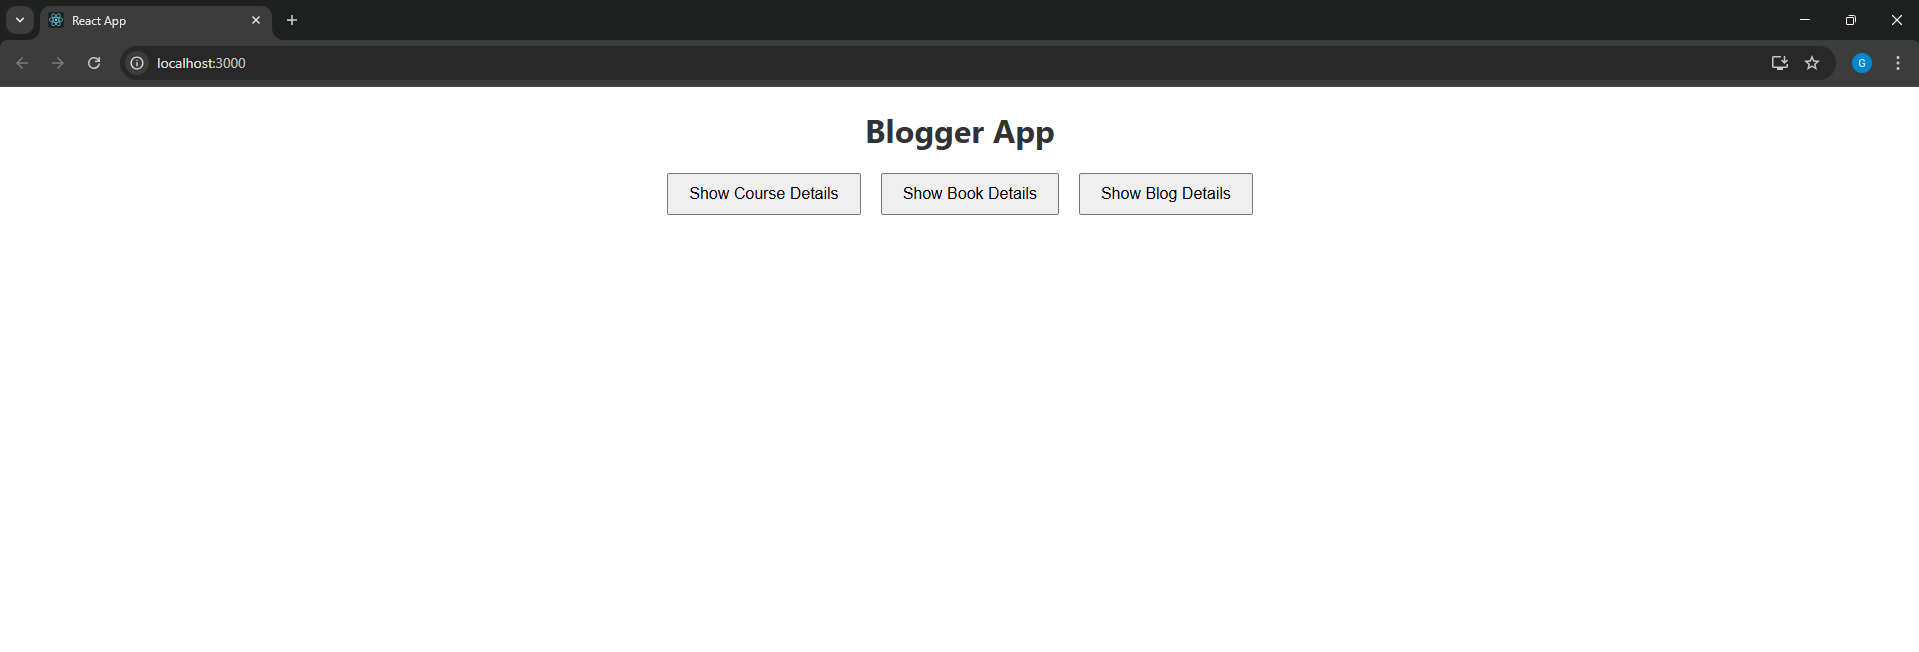 React App
localhost:3000
G
Blogger App
Show Course Details
Show Book Details
Show Blog Details